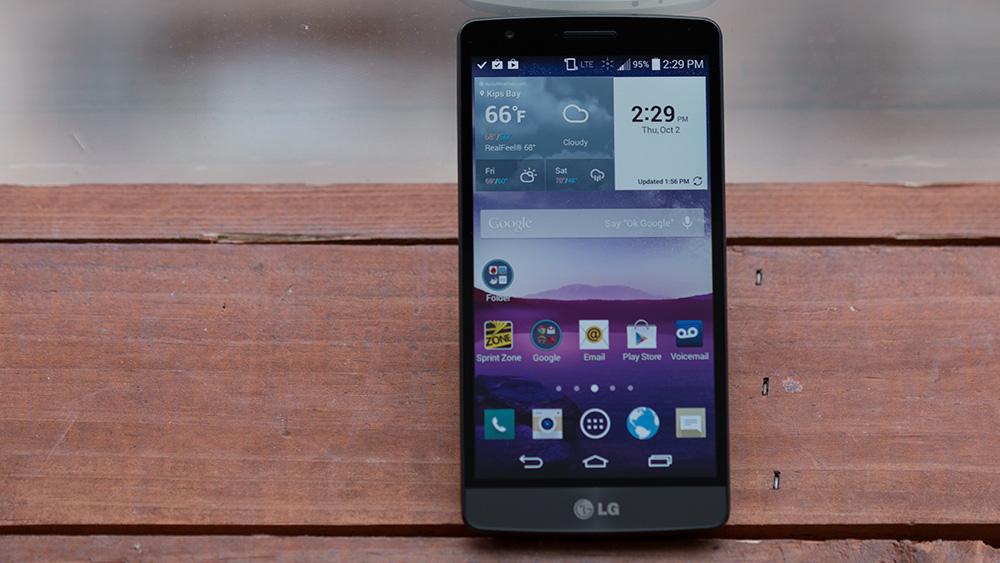 LTE 95% 2:29 PM
Kips Bay
66°F
Cloudy
RealFeel® 68°
Fri
Sat
2:29 PM
Thu, Oct 2
Updated 1:56 PM
Google Say "Ok Google"
Folder
ZONE
Sprint Zone Google Email Play Store Voicemail
LG